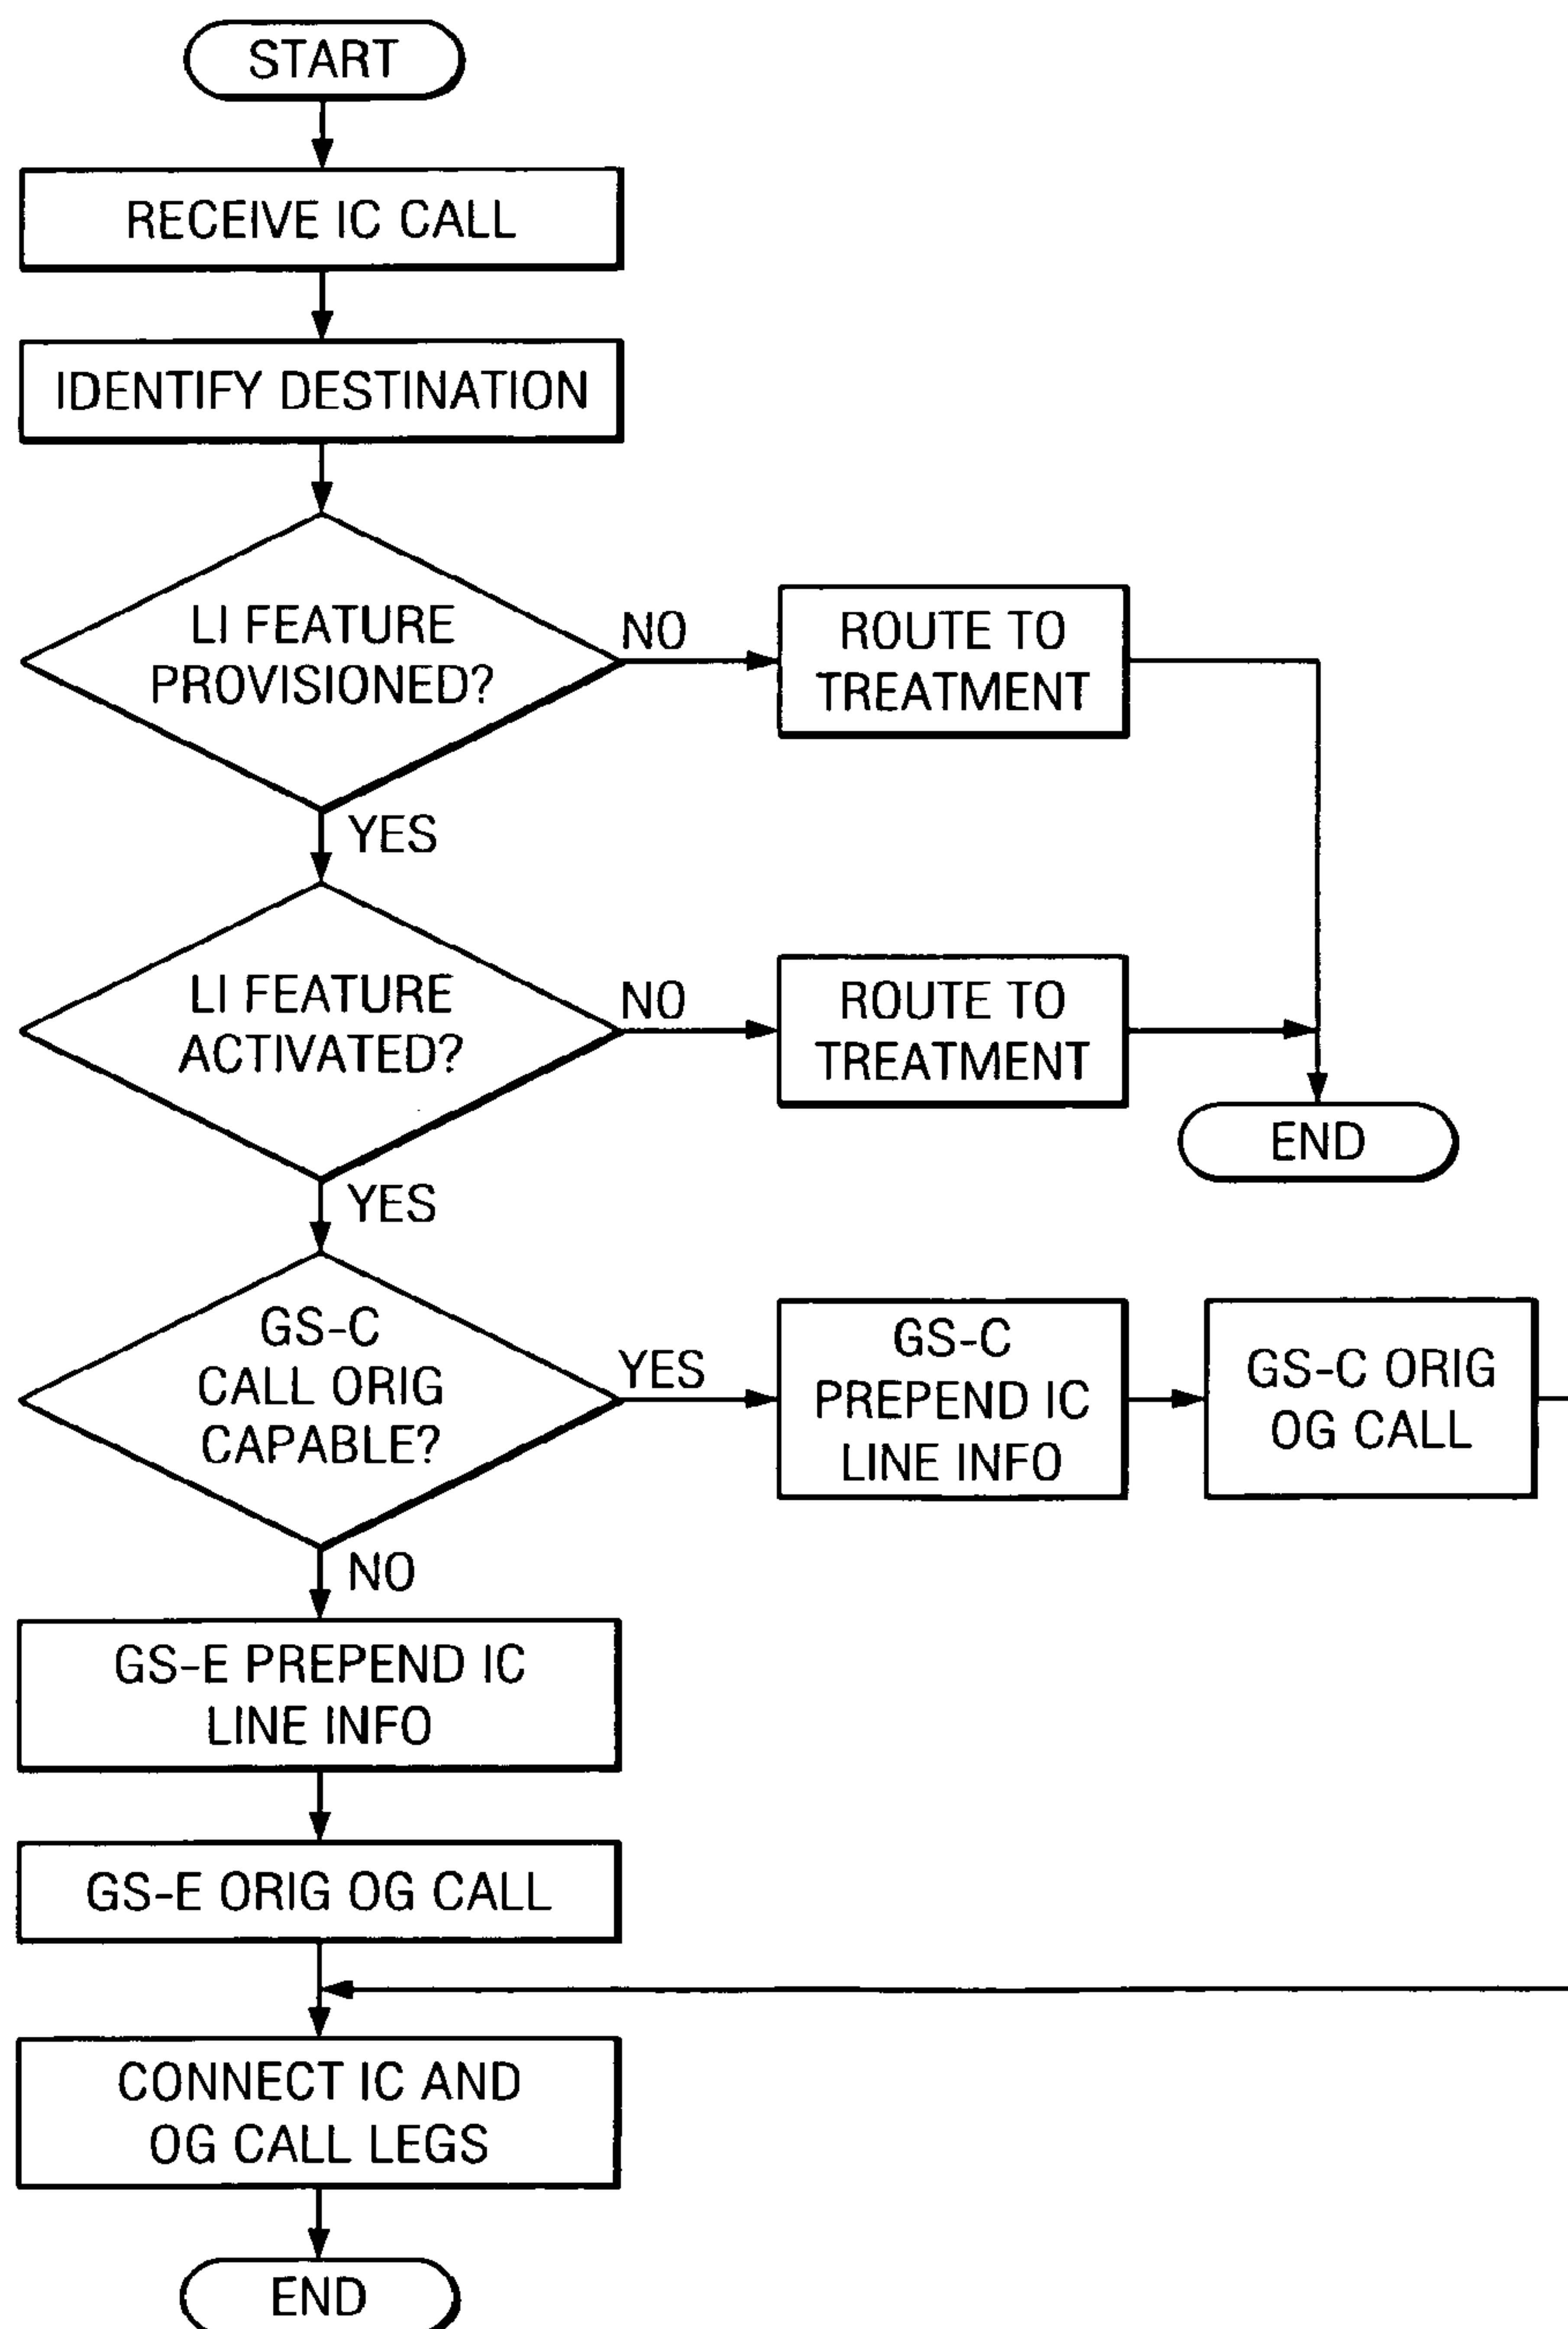 START
RECEIVE IC CALL
IDENTIFY DESTINATION
LI FEATURE
PROVISIONED?
NO
ROUTE TO
TREATMENT
YES
LI FEATURE
ACTIVATED?
NO
ROUTE TO
TREATMENT
END
YES
GS-C
CALL ORIG
CAPABLE?
YES
GS-C
PREPEND IC
LINE INFO
GS-C ORIG
OG CALL
NO
GS-E PREPEND IC
LINE INFO
GS-E ORIG OG CALL
CONNECT IC AND
OG CALL LEGS
END